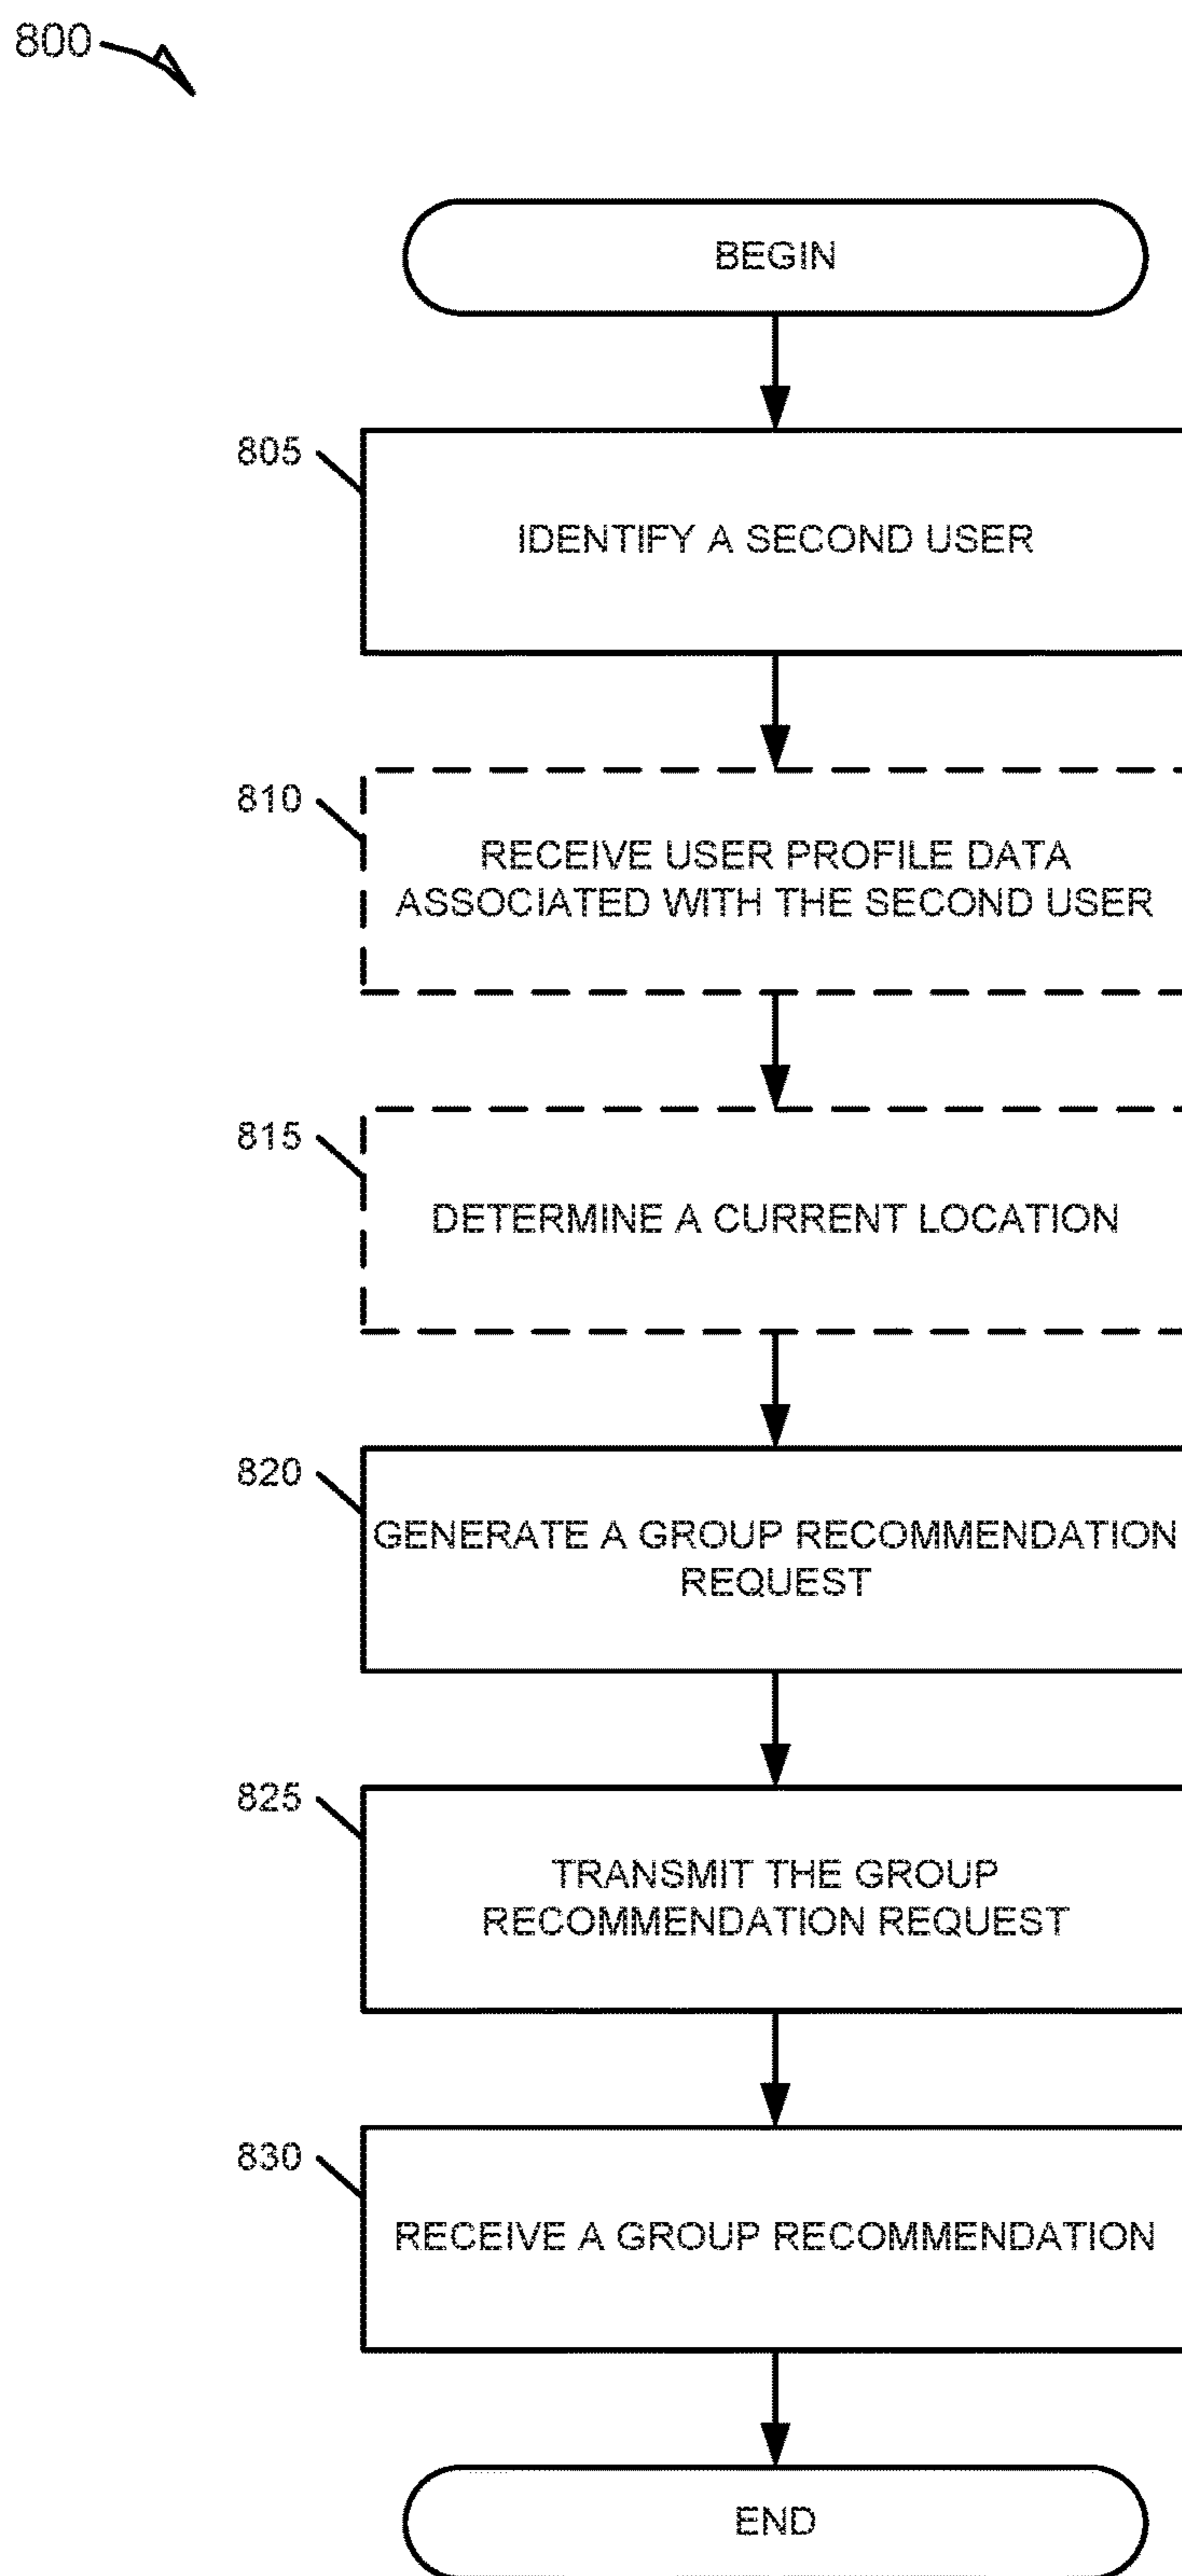 800
BEGIN
805
IDENTIFY A SECOND USER
810
RECEIVE USER PROFILE DATA
ASSOCIATED WITH THE SECOND USER
815
DETERMINE A CURRENT LOCATION
820
GENERATE A GROUP RECOMMENDATION
REQUEST
825
TRANSMIT THE GROUP
RECOMMENDATION REQUEST
830
RECEIVE A GROUP RECOMMENDATION
END